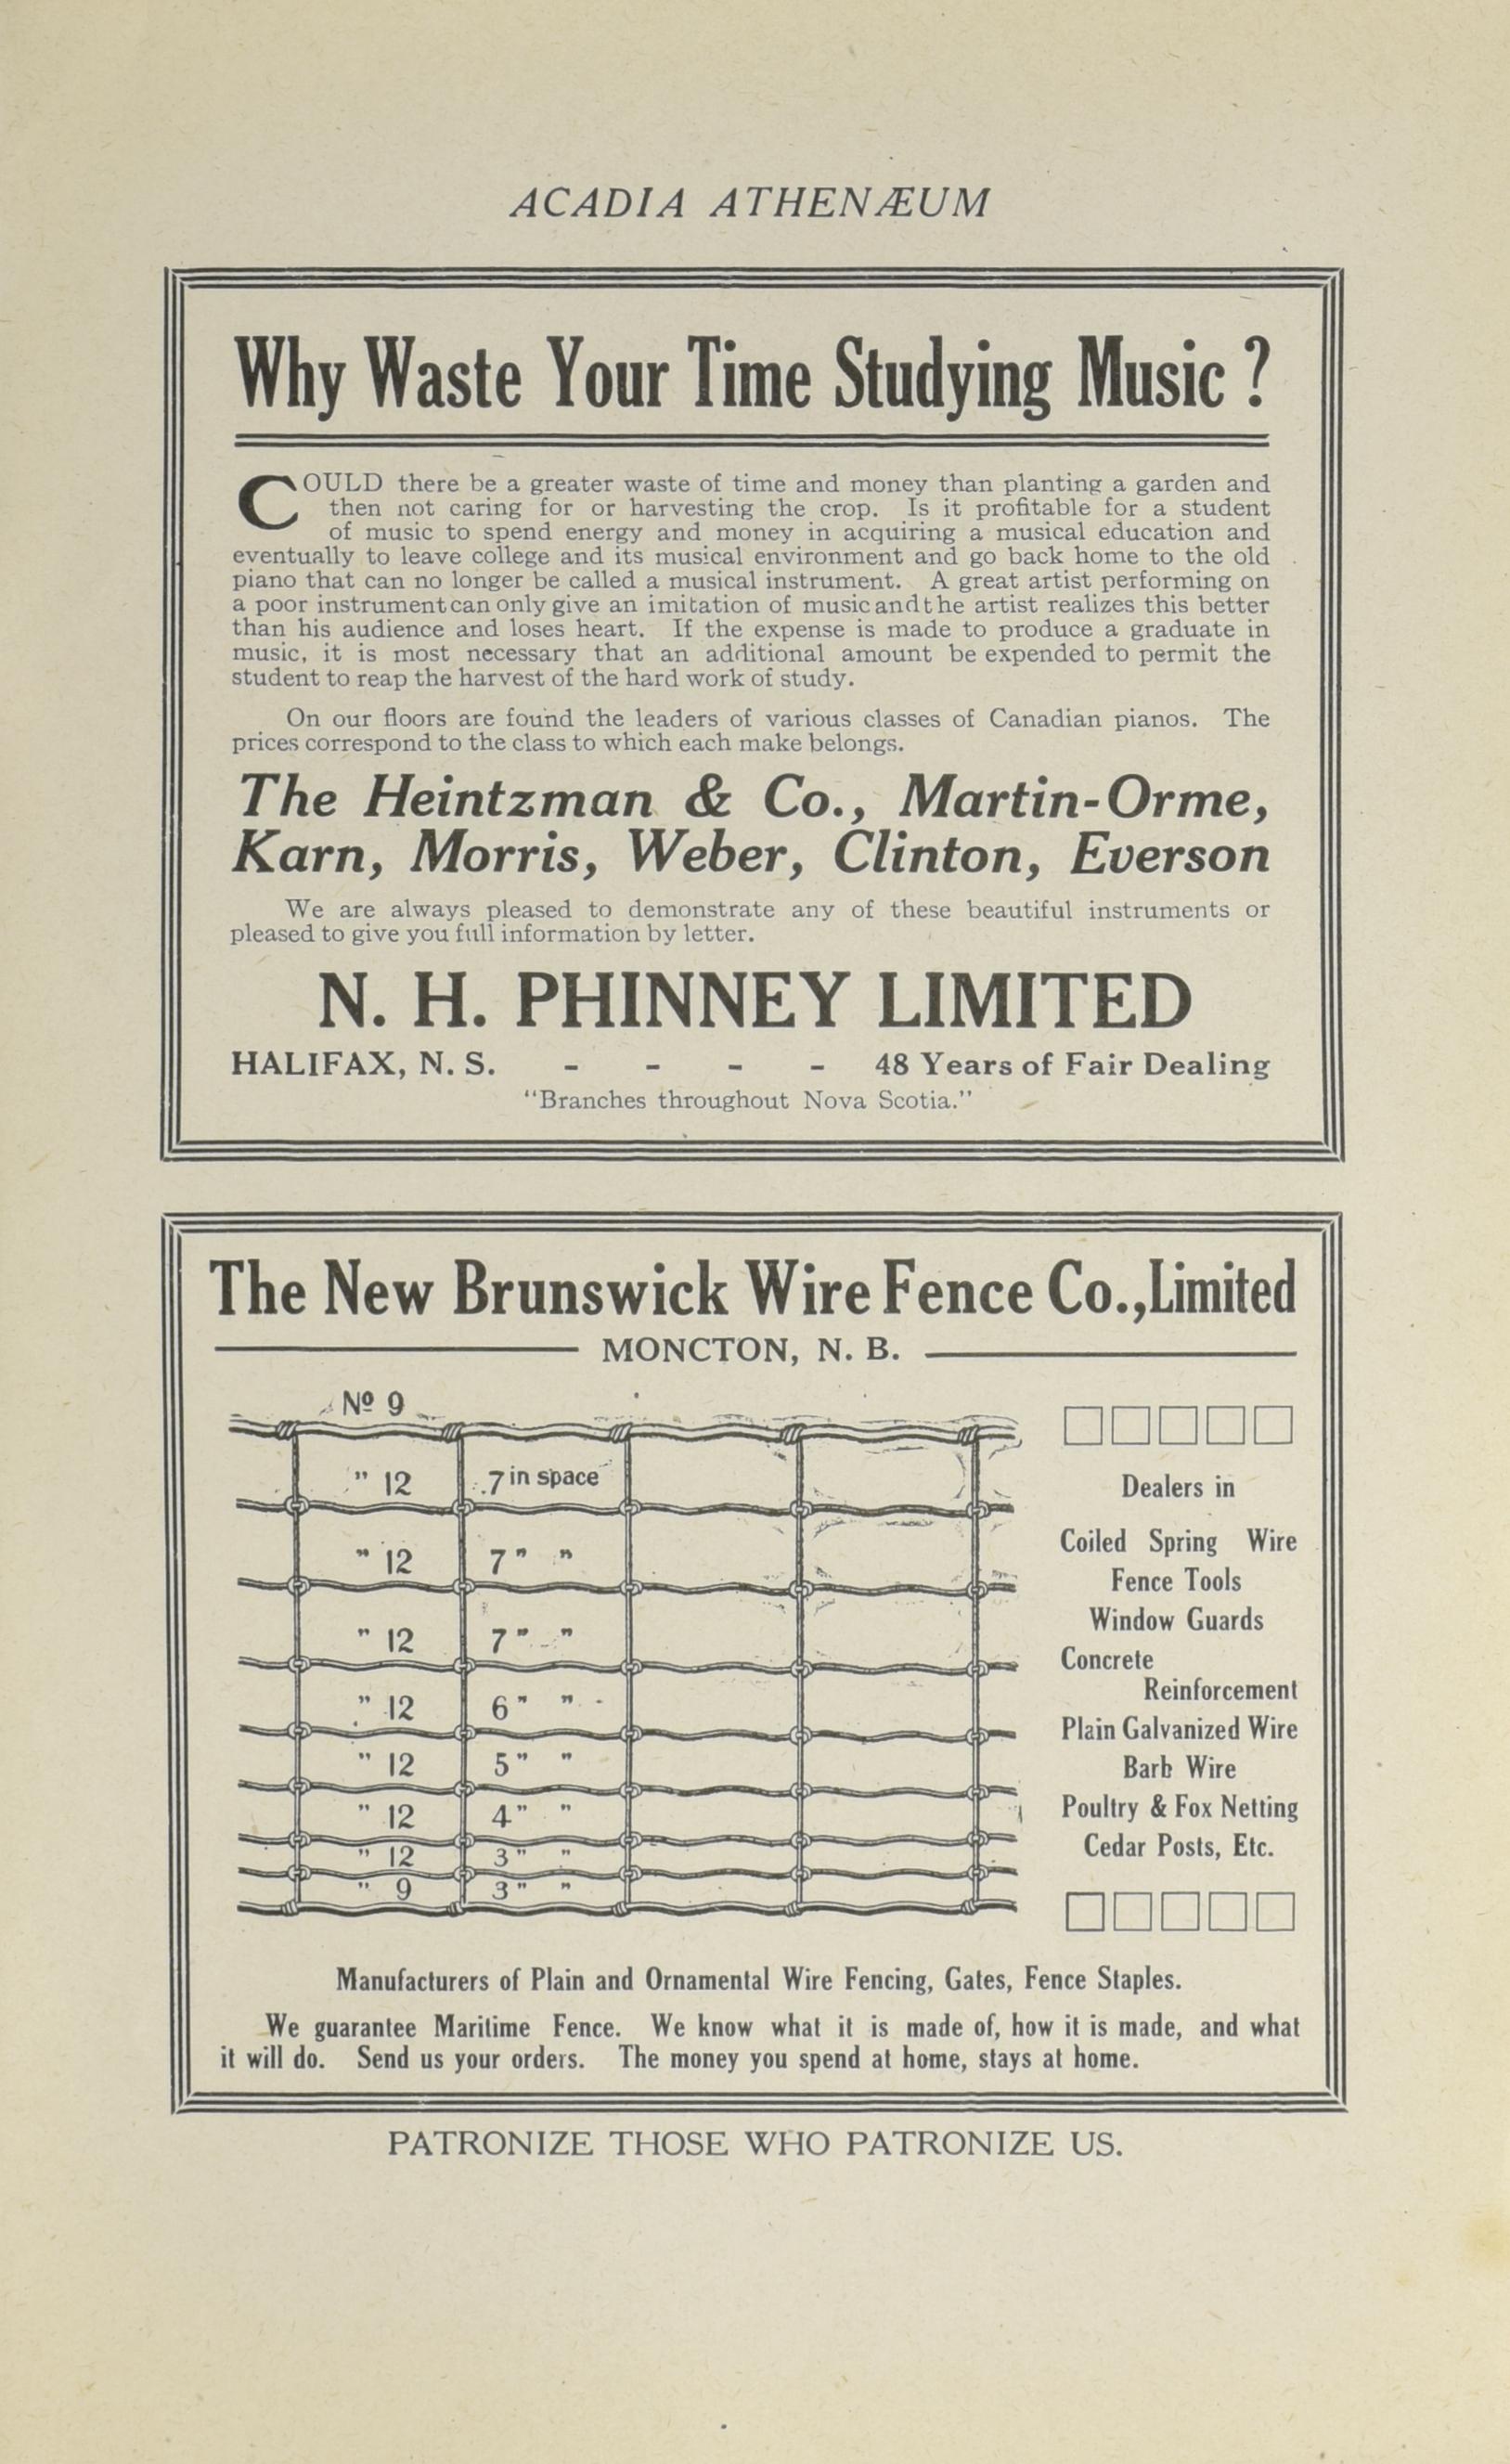 ACADIA ATHENÆUM
Why Waste Your Time Studying Music ?
COULD there be a greater waste of time and money than planting a garden and
then not caring for or harvesting the crop. Is it profitable for a student
of music to spend energy and money in acquiring a musical education and
eventually to leave college and its musical environment and go back home to the old
piano that can no longer be called a musical instrument. A great artist performing on
a poor instrument can only give an imitation of music and the artist realizes this better
than his audience and loses heart. If the expense is made to produce a graduate in
music, it is most necessary that an additional amount be expended to permit the
student to reap the harvest of the hard work of study.
On our floors are found the leaders of various classes of Canadian pianos. The
prices correspond to the class to which each make belongs.
The Heintzman & Co., Martin-Orme,
Karn, Morris, Weber, Clinton, Everson
We are always pleased to demonstrate any of these beautiful instruments or
pleased to give you full information by letter.
N. H. PHINNEY LIMITED
HALIFAX, N. S. - - - - 48 Years of Fair Dealing
"Branches throughout Nova Scotia."
The New Brunswick Wire Fence Co., Limited
MONCTON, N. B.
Nº 9
" 12 7 in space
" 12 7" "
" 12 7" "
" 12 6" "
" 12 5" "
" 12 4" "
" 12 3" "
" 9 3" "
Dealers in
Coiled Spring Wire
Fence Tools
Window Guards
Concrete
Reinforcement
Plain Galvanized Wire
Barb Wire
Poultry & Fox Netting
Cedar Posts, Etc.
Manufacturers of Plain and Ornamental Wire Fencing, Gates, Fence Staples.
We guarantee Maritime Fence. We know what it is made of, how it is made, and what
it will do. Send us your orders. The money you spend at home, stays at home.
PATRONIZE THOSE WHO PATRONIZE US.